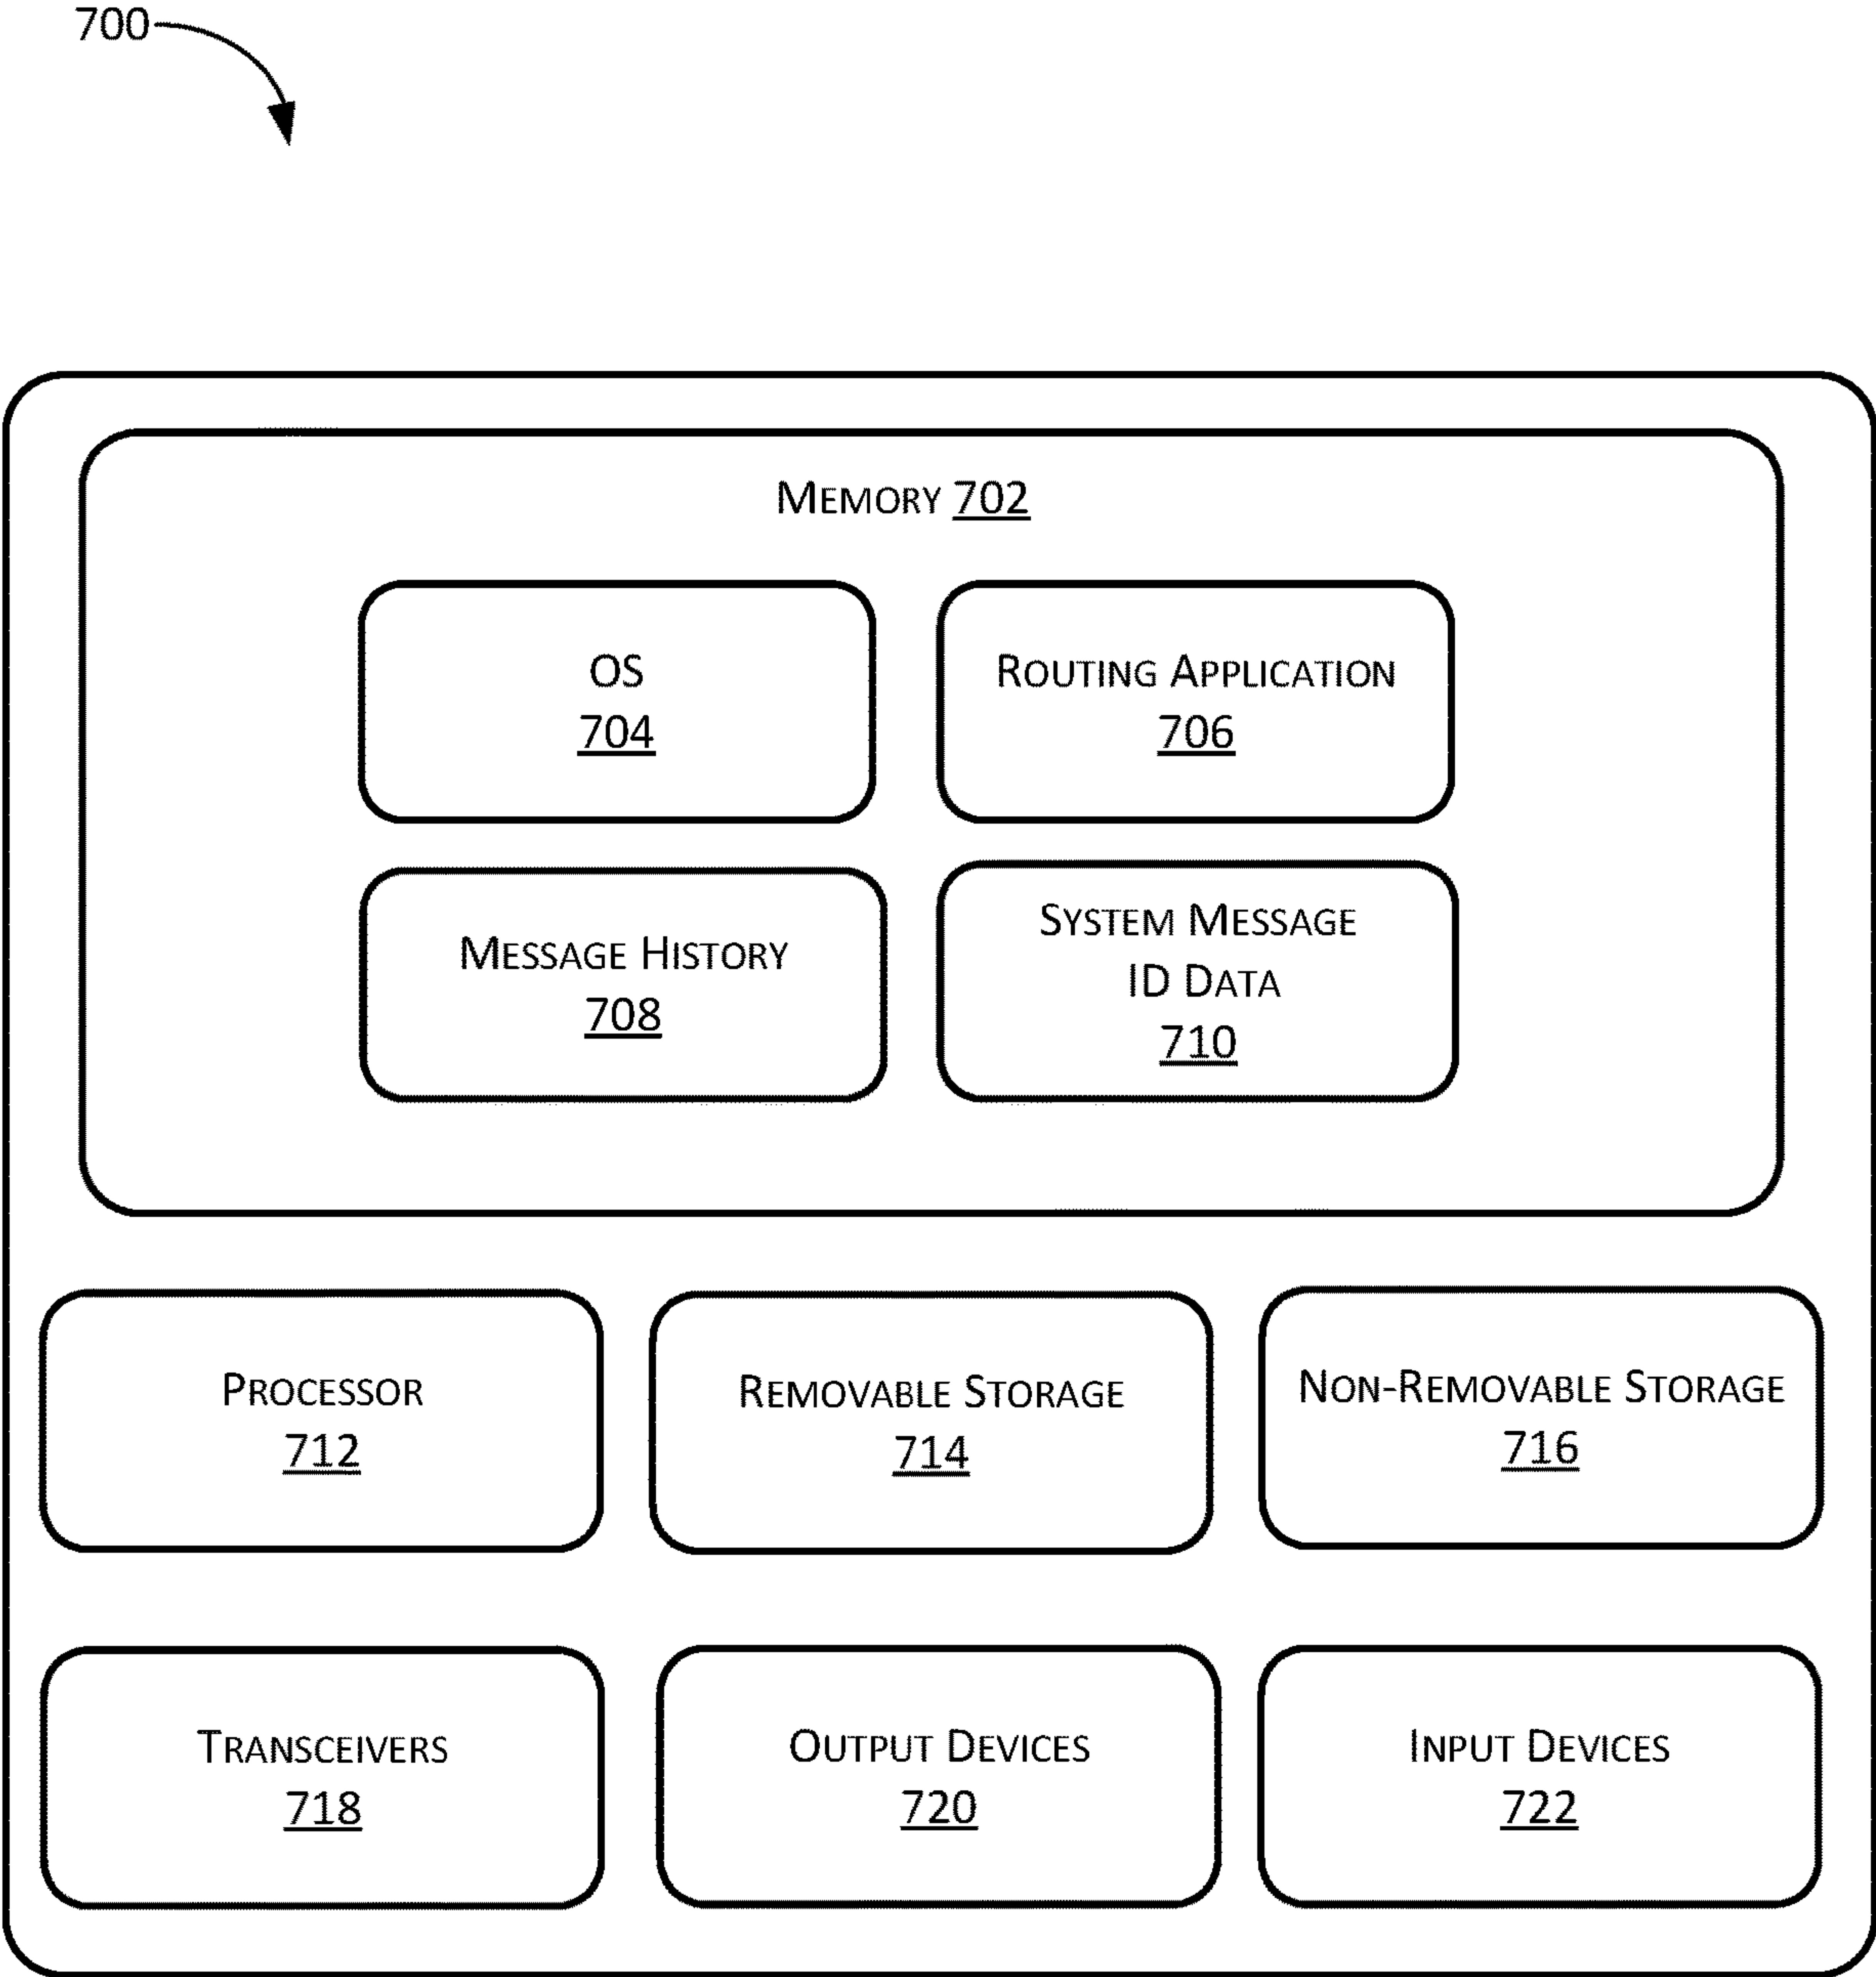 700
MEMORY 702
OS
704
ROUTING APPLICATION
706
MESSAGE HISTORY
708
SYSTEM MESSAGE
ID DATA
710
PROCESSOR
712
REMOVABLE STORAGE
714
NON-REMOVABLE STORAGE
716
TRANSCEIVERS
718
OUTPUT DEVICES
720
INPUT DEVICES
722